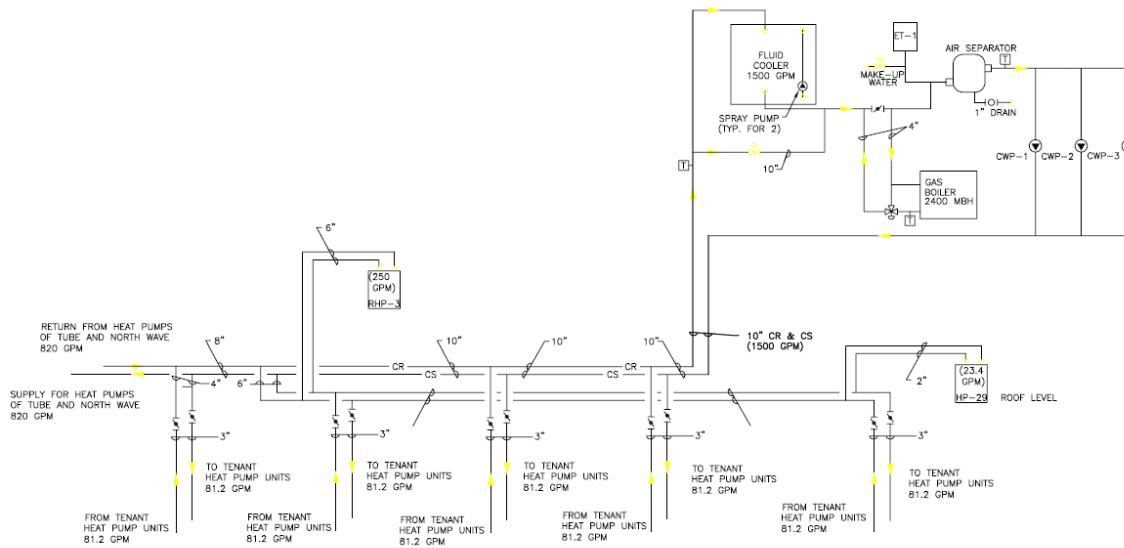 ET-1
AIR SEPARATOR
T
FLUID
COOLER
1500 GPM
MAKE-UP
WATER
1" DRAIN
SPRAY PUMP
(TYP. FOR 2)
4"
CWP-1
CWP-2
CWP-3
T
10"
GAS
BOILER
2400 MBH
T
6"
(250
GPM)
RHP-3
RETURN FROM HEAT PUMPS
OF TUBE AND NORTH WAVE
820 GPM
8"
10"
10"
10"
10" CR & CS
(1500 GPM)
CR
CR
CS
CS
SUPPLY FOR HEAT PUMPS
OF TUBE AND NORTH WAVE
820 GPM
4"
6"
2"
(23.4
GPM)
HP-29
ROOF LEVEL
3"
3"
3"
3"
3"
TO TENANT
HEAT PUMP UNITS
81.2 GPM
TO TENANT
HEAT PUMP UNITS
81.2 GPM
TO TENANT
HEAT PUMP UNITS
81.2 GPM
TO TENANT
HEAT PUMP UNITS
81.2 GPM
TO TENANT
HEAT PUMP UNITS
81.2 GPM
FROM TENANT
HEAT PUMP UNITS
81.2 GPM
FROM TENANT
HEAT PUMP UNITS
81.2 GPM
FROM TENANT
HEAT PUMP UNITS
81.2 GPM
FROM TENANT
HEAT PUMP UNITS
81.2 GPM
FROM TENANT
HEAT PUMP UNITS
81.2 GPM